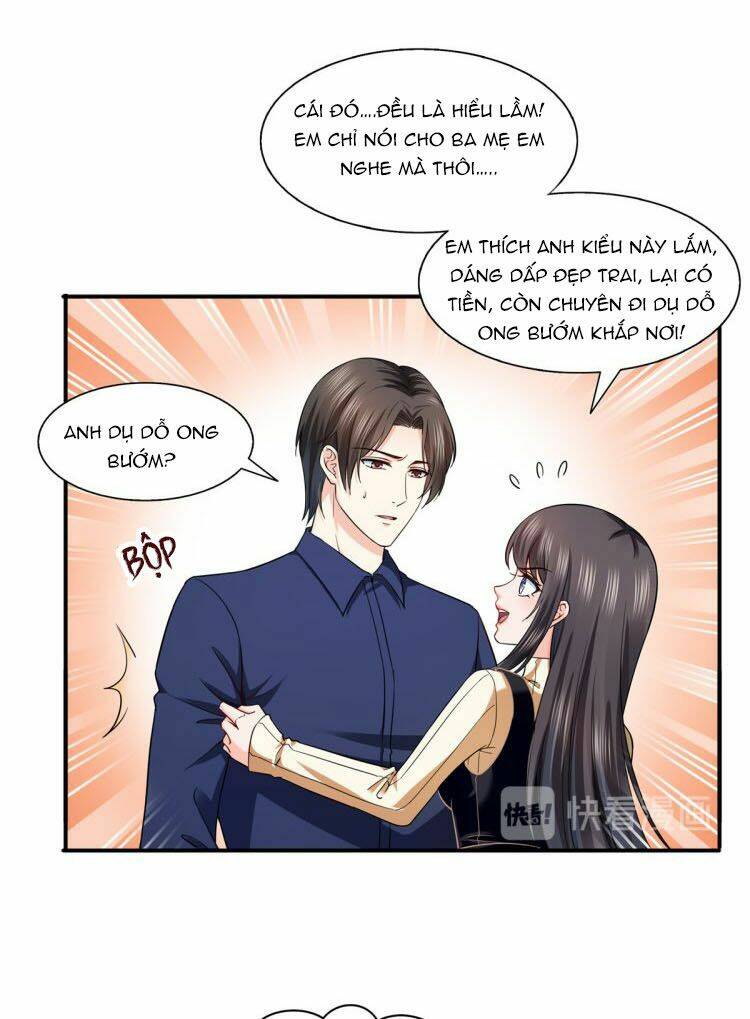 CÁI ĐÓ....ĐỀU LÀ HIỂU LẦM!
EM CHỈ NÓI CHO BA MẸ EM
NGHE MÀ THÔI.....
EM THÍCH ANH KIỂU NÀY LẮM,
DÁNG DẤP ĐẸP TRAI, LẠI CÓ
TIỀN, CÒN CHUYÊN ĐI DỤ DỖ
ONG BƯỚM KHẮP NƠI!
ANH DỤ DỖ ONG
BƯỚM?
BỘP
快看! 快看漫画